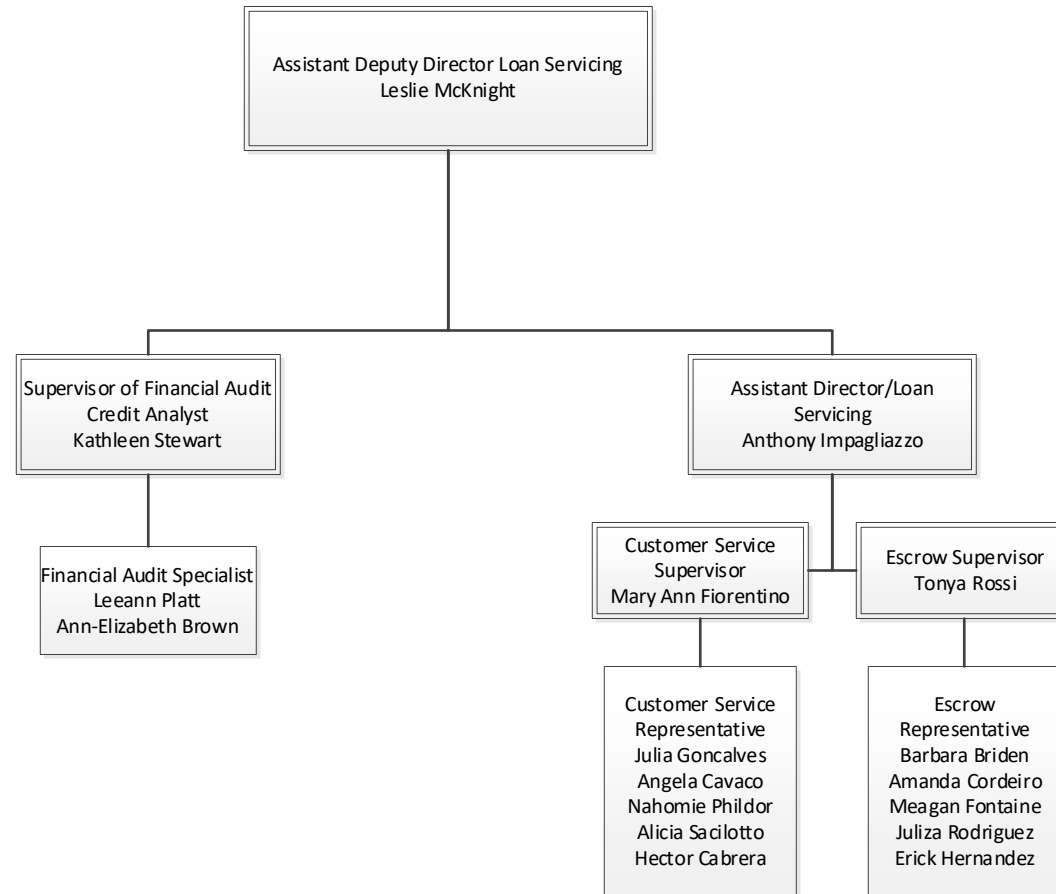 Assistant Deputy Director Loan Servicing
Leslie McKnight
Supervisor of Financial Audit
Credit Analyst
Kathleen Stewart
Assistant Director/Loan
Servicing
Anthony Impagliazzo
Financial Audit Specialist
Leeann Platt
Ann-Elizabeth Brown
Customer Service
Supervisor
Mary Ann Fiorentino
Escrow Supervisor
Tonya Rossi
Customer Service
Representative
Julia Goncalves
Angela Cavaco
Nahomie Phildor
Alicia Sacilotto
Hector Cabrera
Escrow
Representative
Barbara Briden
Amanda Cordeiro
Meagan Fontaine
Juliza Rodriguez
Erick Hernandez